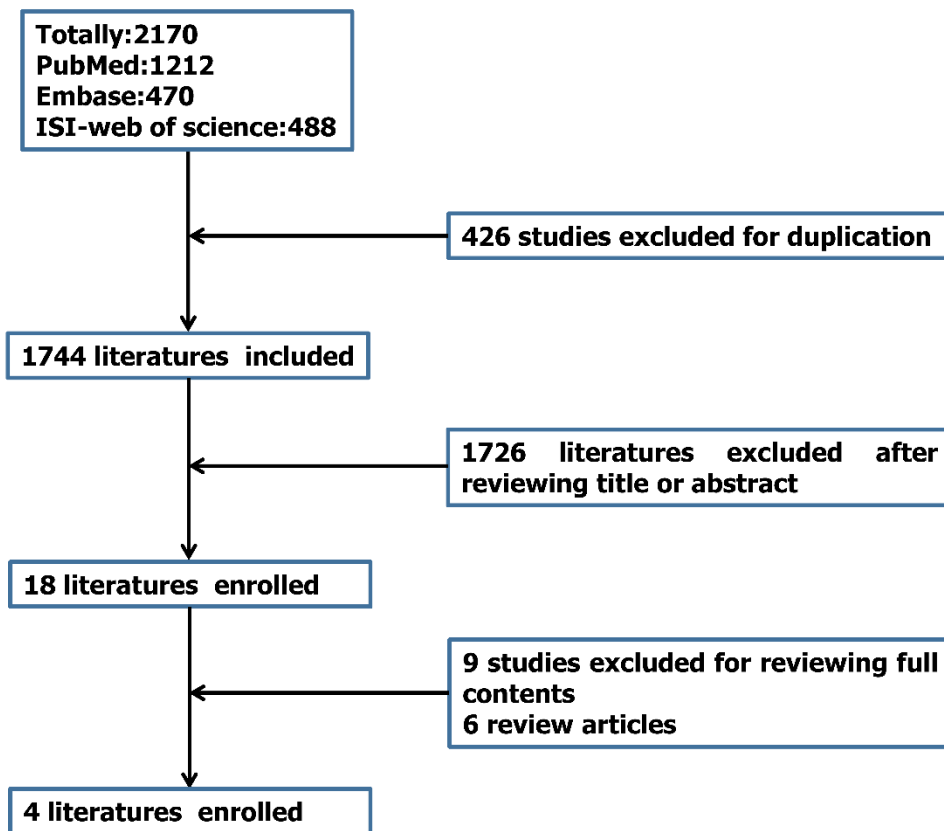 Totally:2170
PubMed:1212
Embase:470
ISI-web of science:488
426 studies excluded for duplication
1744 literatures included
1726 literatures excluded after
reviewing title or abstract
18 literatures enrolled
9 studies excluded for reviewing full
contents
6 review articles
4 literatures enrolled